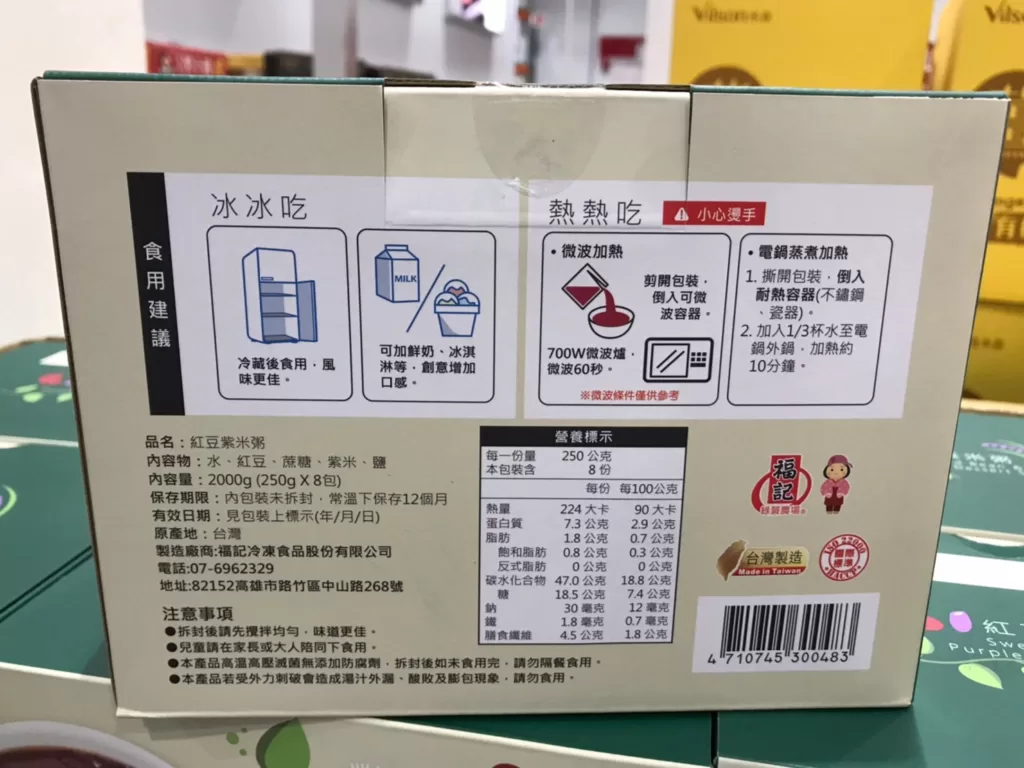 Vilson
Vils
食用建議
冰冰吃
冷藏後食用，風
味更佳。
MILK
可加鮮奶、冰淇
淋等，創意增加
口感。
熱熱吃
小心燙手
•微波加熱
剪開包裝，
倒入可微
波容器。
700W微波爐，
微波60秒。
※微波條件僅供參考
•電鍋蒸煮加熱
1. 撕開包裝，倒入
耐熱容器(不鏽鋼
、瓷器)。
2. 加入1/3杯水至電
鍋外鍋，加熱約
10分鐘。
品名：紅豆紫米粥
內容物：水、紅豆、蔗糖、紫米、鹽
內容量：2000g (250g X 8包)
保存期限：內包裝未拆封，常溫下保存12個月
有效日期：見包裝上標示(年/月/日)
原產地：台灣
製造廠商:福記冷凍食品股份有限公司
電話:07-6962329
地址:82152高雄市路竹區中山路268號
注意事項
●拆封後請先攪拌均勻，味道更佳。
●兒童請在家長或大人陪同下食用。
●本產品高溫高壓滅菌無添加防腐劑，拆封後如未食用完，請勿隔餐食用。
●本產品若受外力刺破會造成湯汁外漏、酸敗及膨包現象，請勿食用。
營養標示
每一份量 250 公克
本包裝含 8 份
每份 每100公克
熱量 224 大卡 90 大卡
蛋白質 7.3 公克 2.9 公克
脂肪 1.8 公克 0.7 公克
飽和脂肪 0.8 公克 0.3 公克
反式脂肪 0 公克 0 公克
碳水化合物 47.0 公克 18.8 公克
糖 18.5 公克 7.4 公克
鈉 30 毫克 12 毫克
鐵 1.8 毫克 0.7 毫克
膳食纖維 4.5 公克 1.8 公克
福記
台灣製造
Made in Taiwan
ISO 22000
國際標準
HACCP
4 710745 300483
紅
Swe
Purple